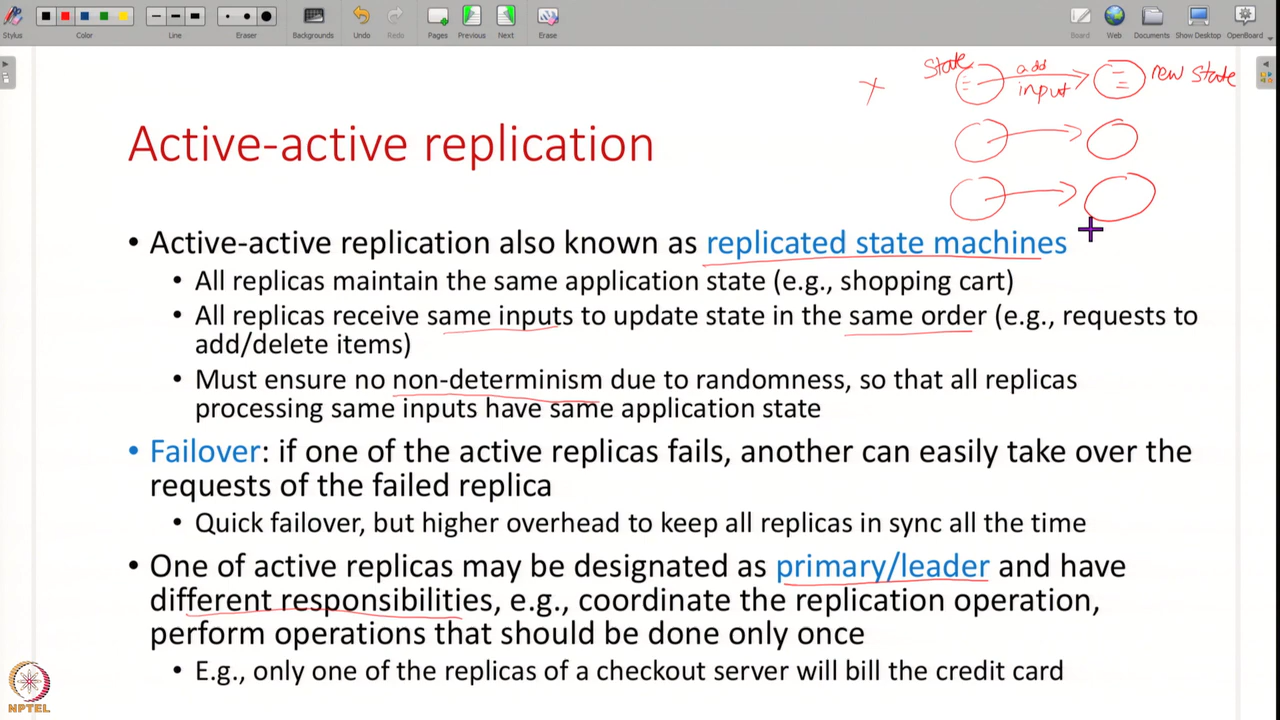 Stylus
Color
Line
Eraser
Backgrounds
Undo
Redo
Pages
Previous
Next
Erase
Board
Web
Documents
Show Desktop
OpenBoard
State
add
input
new state
X
Active-active replication
• Active-active replication also known as replicated state machines
• All replicas maintain the same application state (e.g., shopping cart)
• All replicas receive same inputs to update state in the same order (e.g., requests to
add/delete items)
• Must ensure no non-determinism due to randomness, so that all replicas
processing same inputs have same application state
• Failover: if one of the active replicas fails, another can easily take over the
requests of the failed replica
• Quick failover, but higher overhead to keep all replicas in sync all the time
• One of active replicas may be designated as primary/leader and have
different responsibilities, e.g., coordinate the replication operation,
perform operations that should be done only once
• E.g., only one of the replicas of a checkout server will bill the credit card
NPTEL